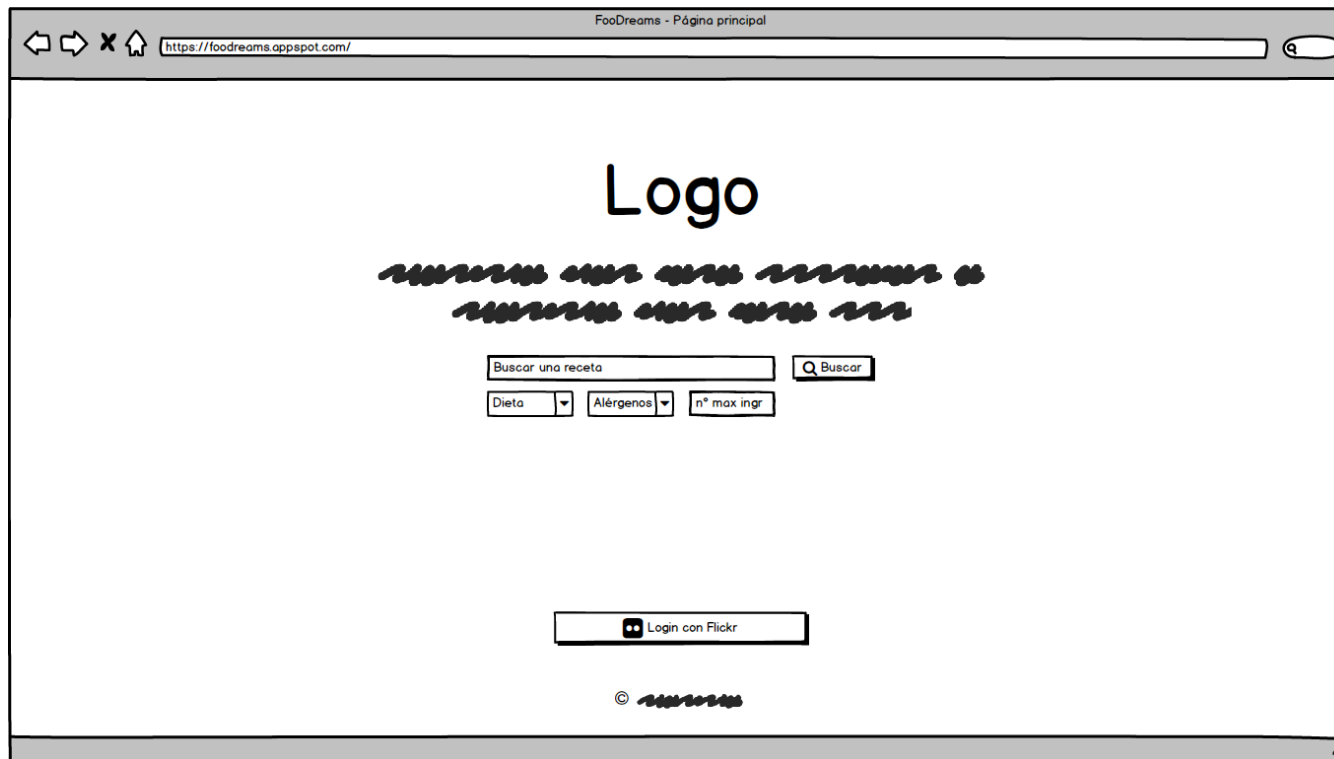 FooDreams - Página principal
https://foodreams.appspot.com/
Logo
Buscar una receta
Buscar
Dieta
Alérgenos
n° max ingr
Login con Flickr
©